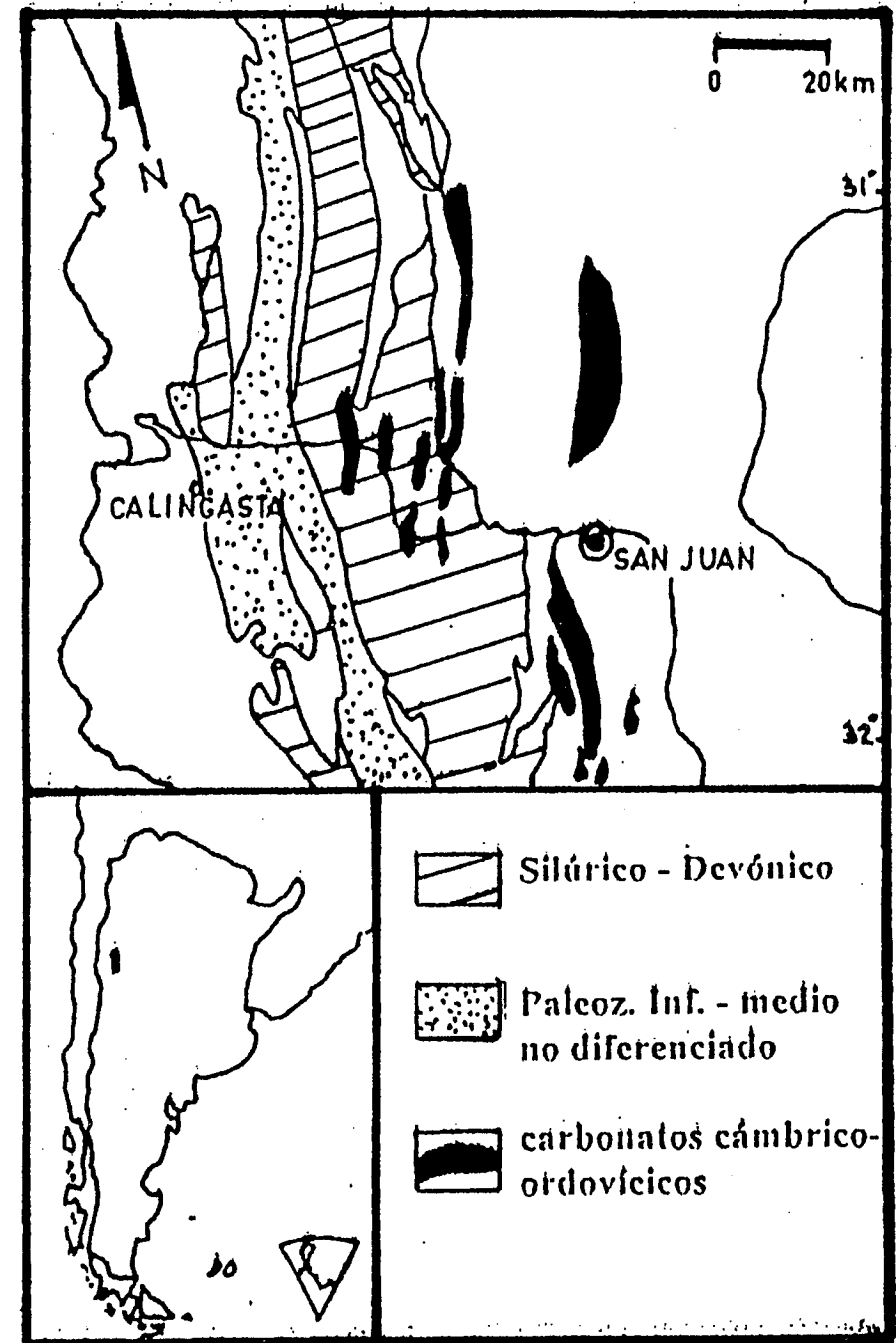 0 20km
N
31°
CALINGASTA
SAN JUAN
32°
Silúrico - Devónico
Paleoz. Inf. - medio
no diferenciado
carbonatos cámbrico-
ordovícicos